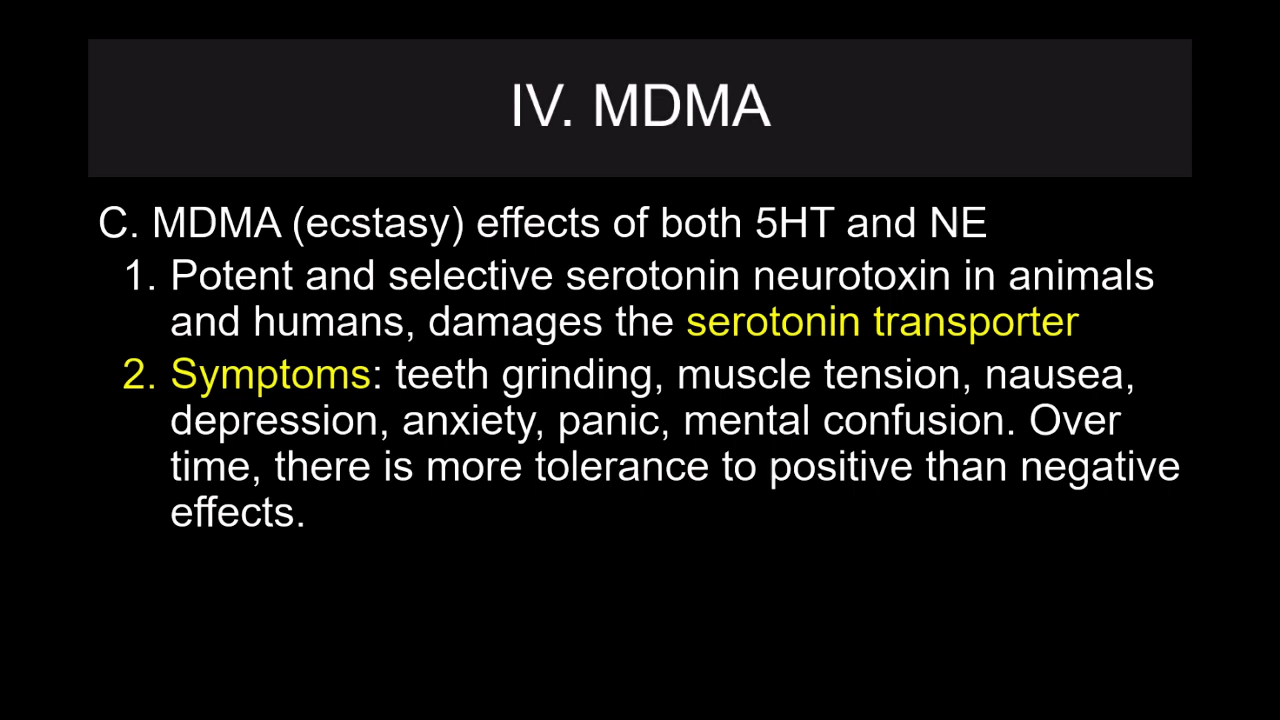 IV. MDMA
C. MDMA (ecstasy) effects of both 5HT and NE
1. Potent and selective serotonin neurotoxin in animals
and humans, damages the serotonin transporter
2. Symptoms: teeth grinding, muscle tension, nausea,
depression, anxiety, panic, mental confusion. Over
time, there is more tolerance to positive than negative
effects.